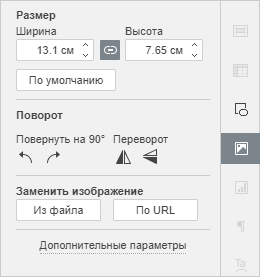 Размер
Ширина Высота
13.1 см 7.65 см
По умолчанию
Поворот
Повернуть на 90° Переворот
Заменить изображение
Из файла По URL
Дополнительные параметры